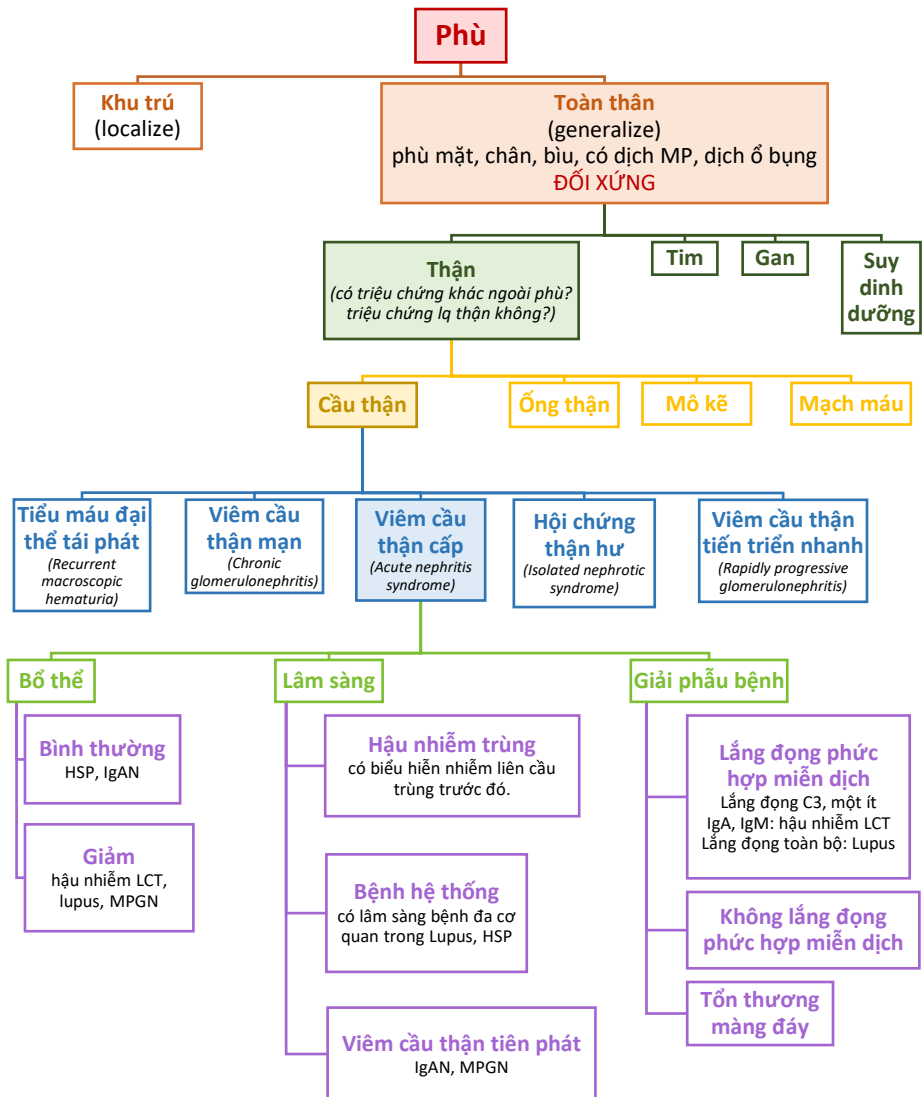 Phù
Khu trú
(localize)
Toàn thân
(generalize)
phù mặt, chân, bìu, có dịch MP, dịch ổ bụng
ĐỐI XỨNG
Thận
(có triệu chứng khác ngoài phù?
triệu chứng lq thận không?)
Tim
Gan
Suy
dinh
dưỡng
Cầu thận
Ống thận
Mô kẽ
Mạch máu
Tiểu máu đại
thể tái phát
(Recurrent
macroscopic
hematuria)
Viêm cầu
thận mạn
(Chronic
glomerulonephritis)
Viêm cầu
thận cấp
(Acute nephritis
syndrome)
Hội chứng
thận hư
(Isolated nephrotic
syndrome)
Viêm cầu thận
tiến triển nhanh
(Rapidly progressive
glomerulonephritis)
Bổ thể
Bình thường
HSP, IgAN
Giảm
hậu nhiễm LCT,
lupus, MPGN
Lâm sàng
Hậu nhiễm trùng
có biểu hiễn nhiễm liên cầu
trùng trước đó.
Bệnh hệ thống
có lâm sàng bệnh đa cơ
quan trong Lupus, HSP
Viêm cầu thận tiên phát
IgAN, MPGN
Giải phẫu bệnh
Lắng đọng phức
hợp miễn dịch
Lắng đọng C3, một ít
IgA, IgM: hậu nhiễm LCT
Lắng đọng toàn bộ: Lupus
Không lắng đọng
phức hợp miễn dịch
Tổn thương
màng đáy